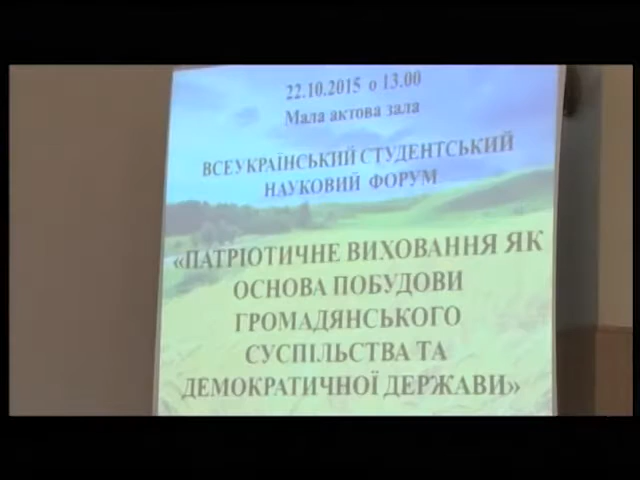 22.10.2015 о 13.00
Мала актова зала
ВСЕУКРАЇНСЬКИЙ СТУДЕНТСЬКИЙ
НАУКОВИЙ ФОРУМ
«ПАТРІОТИЧНЕ ВИХОВАННЯ ЯК
ОСНОВА ПОБУДОВИ
ГРОМАДЯНСЬКОГО
СУСПІЛЬСТВА ТА
ДЕМОКРАТИЧНОЇ ДЕРЖАВИ»